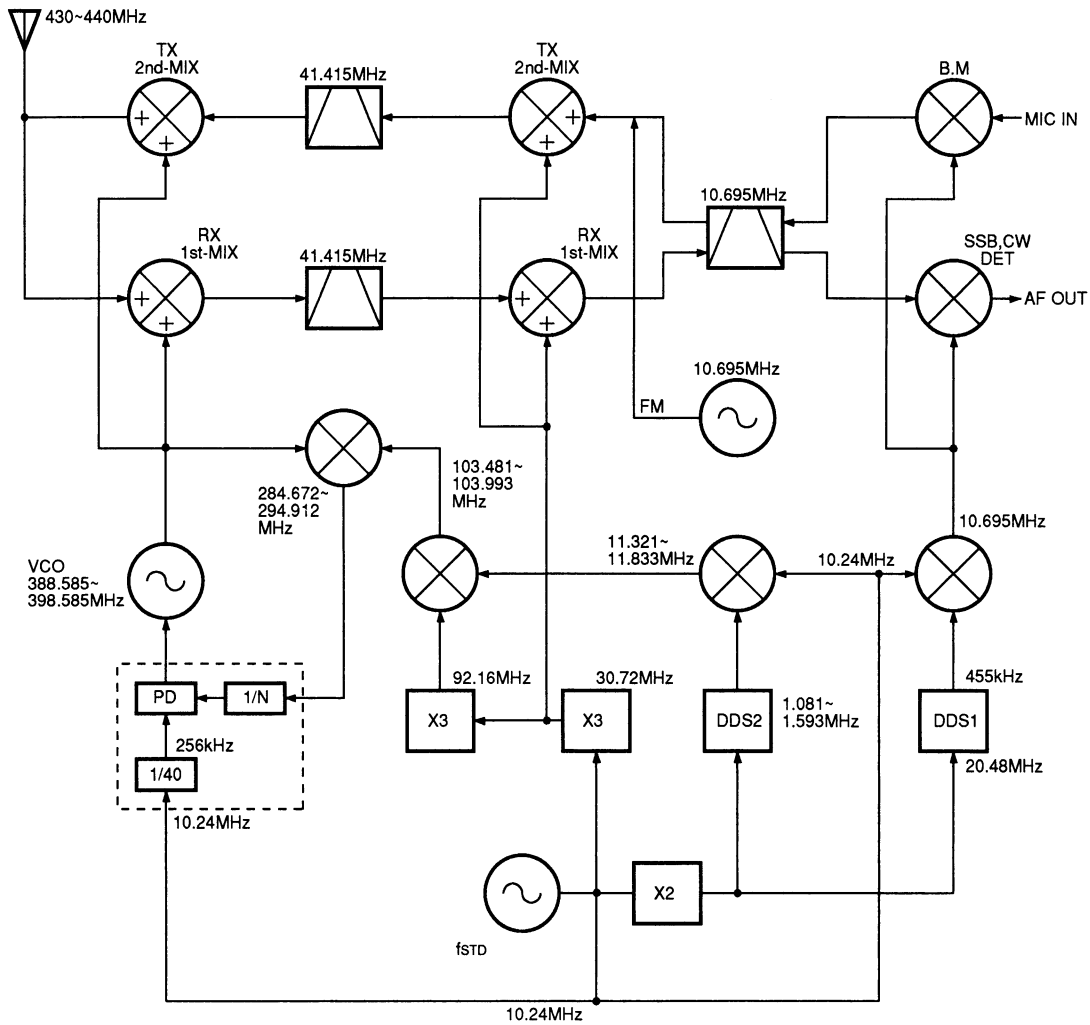 430~440MHz
TX
2nd-MIX
41.415MHz
TX
2nd-MIX
B.M
+
+
+
+
MIC IN
10.695MHz
RX
1st-MIX
41.415MHz
RX
1st-MIX
SSB,CW
DET
+
+
+
+
AF OUT
10.695MHz
FM
103.481~
103.993
MHz
284.672~
294.912
MHz
10.695MHz
11.321~
11.833MHz
10.24MHz
VCO
388.585~
398.585MHz
92.16MHz
30.72MHz
455kHz
PD
1/N
X3
X3
DDS2
1.081~
1.593MHz
DDS1
256kHz
1/40
20.48MHz
10.24MHz
X2
fSTD
10.24MHz